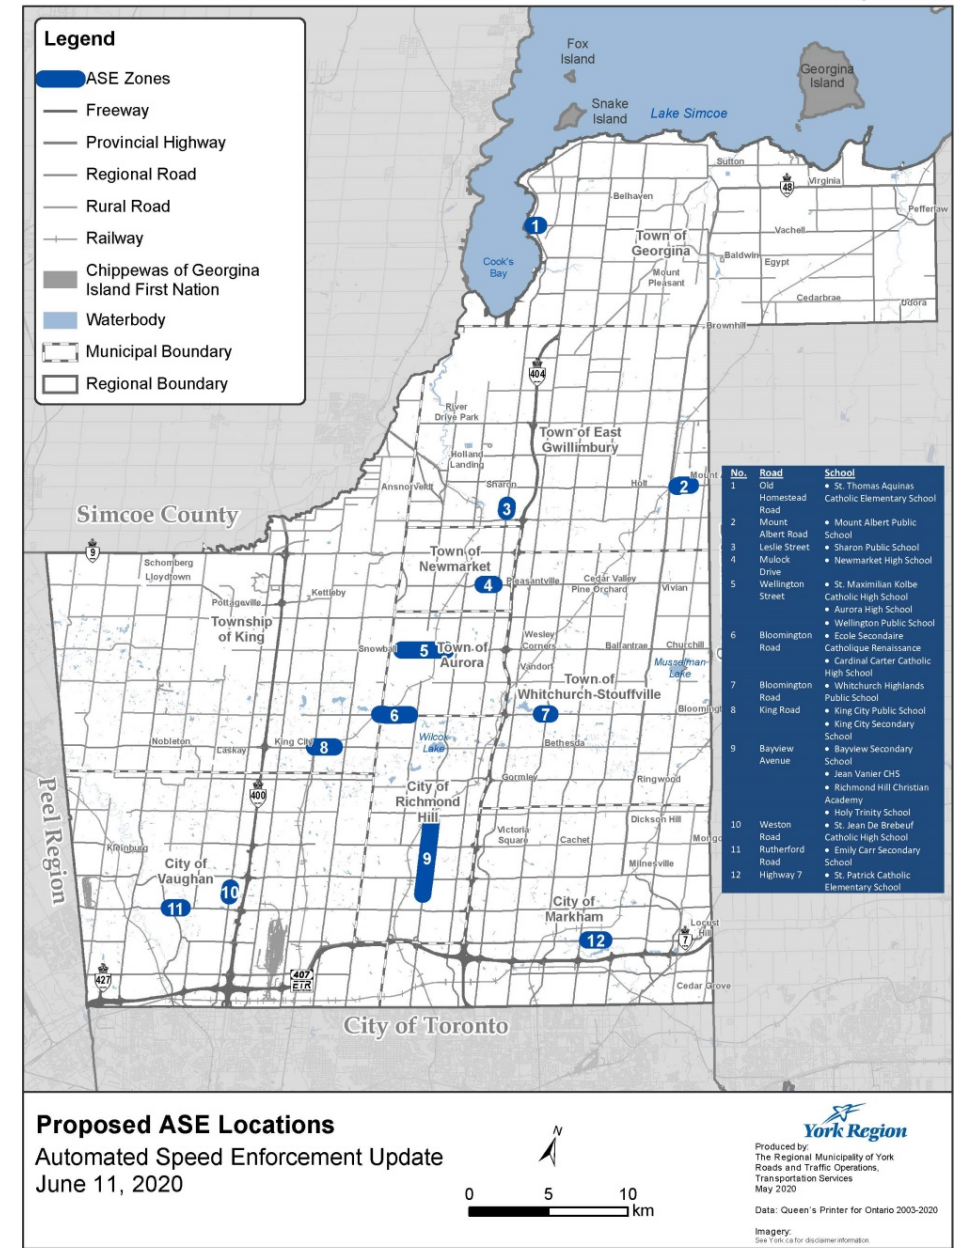 Legend
ASE Zones
Freeway
Provincial Highway
Regional Road
Rural Road
Railway
Chippewas of Georgina
Island First Nation
Waterbody
Municipal Boundary
Regional Boundary
Fox
Island
Snake
Island
Lake Simcoe
Georgina
Island
Sutton
48
Virginia
Belhaven
Pefferlaw
1
Vachell
Town of
Georgina
Cook's
Bay
Baldwin
Egypt
Mount
Pleasant
Cedarbrae
Udora
Brownhill
404
River
Drive Park
Town of East
Gwillimbury
Holland
Landing
Ansnorveldt
Sharon
Holt
2
Mount
3
Simcoe County
9
Schomberg
Lloydtown
Town of
Newmarket
4
Pleasantville
Cedar Valley
Pine Orchard
Vivian
Kettleby
Pottageville
Township
of King
Snowball
5
Town of
Aurora
Wesley
Corners
Ballantrae
Churchill
Vandorf
Musselman
Lake
Town of
Whitchurch-Stouffville
6
7
Bloomingt
Nobleton
Laskay
King City
8
Wilcox
Lake
Bethesda
Gormley
Ringwood
400
City of
Richmond
Hill
Peel Region
Dickson Hill
Victoria
Square
Cachet
Mongo
Kleinburg
9
Milnesville
City of
Vaughan
10
11
City of
Markham
12
Locust
Hill
7
427
407
ETR
Cedar Grove
City of Toronto
No. Road School
1 Old • St. Thomas Aquinas
Homestead Catholic Elementary School
Road
2 Mount • Mount Albert Public
Albert Road School
3 Leslie Street • Sharon Public School
4 Mulock • Newmarket High School
Drive
5 Wellington • St. Maximilian Kolbe
Street Catholic High School
• Aurora High School
• Wellington Public School
6 Bloomington • Ecole Secondaire
Road Catholique Renaissance
• Cardinal Carter Catholic
High School
7 Bloomington • Whitchurch Highlands
Road Public School
8 King Road • King City Public School
• King City Secondary
School
9 Bayview • Bayview Secondary
Avenue School
• Jean Vanier CHS
• Richmond Hill Christian
Academy
• Holy Trinity School
10 Weston • St. Jean De Brebeuf
Road Catholic High School
11 Rutherford • Emily Carr Secondary
Road School
12 Highway 7 • St. Patrick Catholic
Elementary School
Proposed ASE Locations
Automated Speed Enforcement Update
June 11, 2020
N
0 5 10
km
York Region
Produced by:
The Regional Municipality of York
Roads and Traffic Operations,
Transportation Services
May 2020
Data: Queen's Printer for Ontario 2003-2020
Imagery:
See York.ca for disclaimer information.